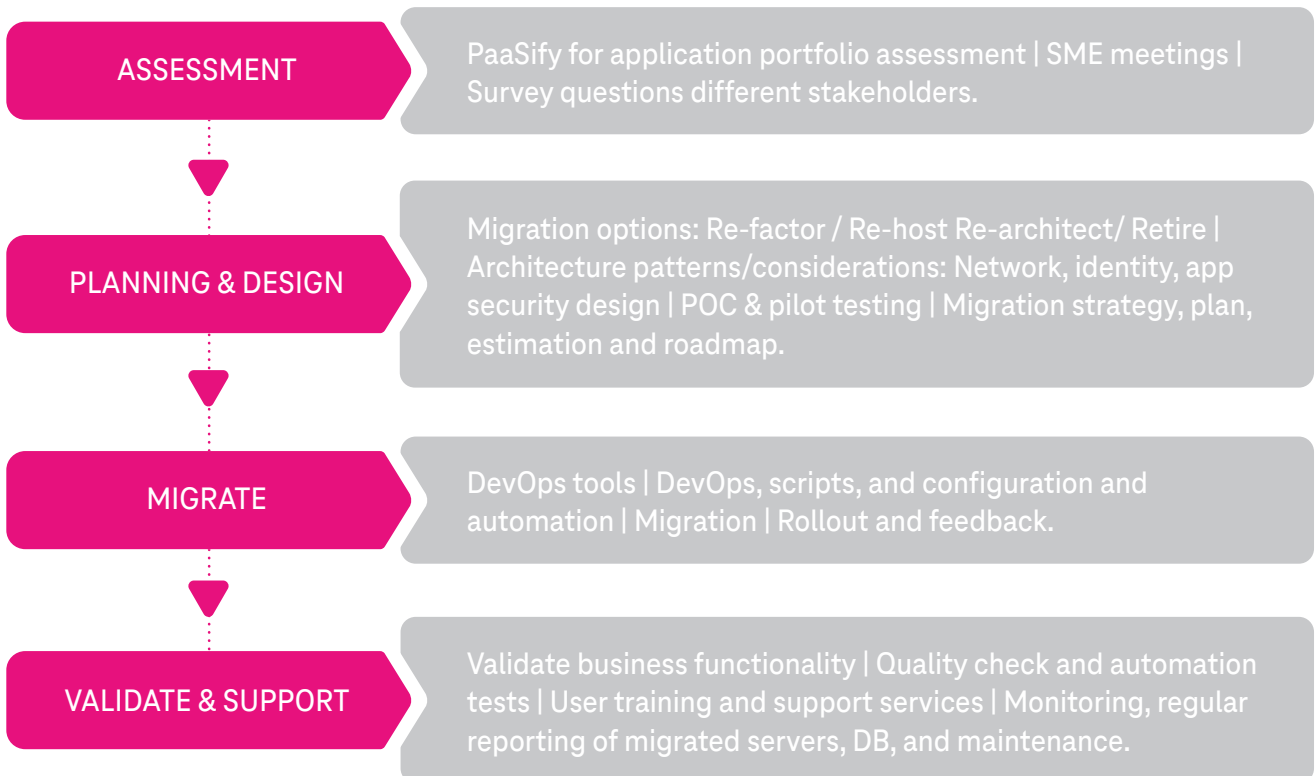 ASSESSMENT
PaaSify for application portfolio assessment | SME meetings |
Survey questions different stakeholders.
PLANNING & DESIGN
Migration options: Re-factor / Re-host Re-architect/ Retire |
Architecture patterns/considerations: Network, identity, app
security design | POC & pilot testing | Migration strategy, plan,
estimation and roadmap.
MIGRATE
DevOps tools | DevOps, scripts, and configuration and
automation | Migration | Rollout and feedback.
VALIDATE & SUPPORT
Validate business functionality | Quality check and automation
tests | User training and support services | Monitoring, regular
reporting of migrated servers, DB, and maintenance.